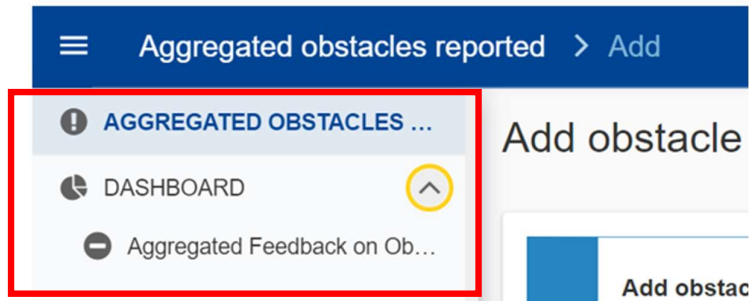 Aggregated obstacles reported > Add
AGGREGATED OBSTACLES ...
Add obstacle
DASHBOARD
Aggregated Feedback on Ob...
Add obstac